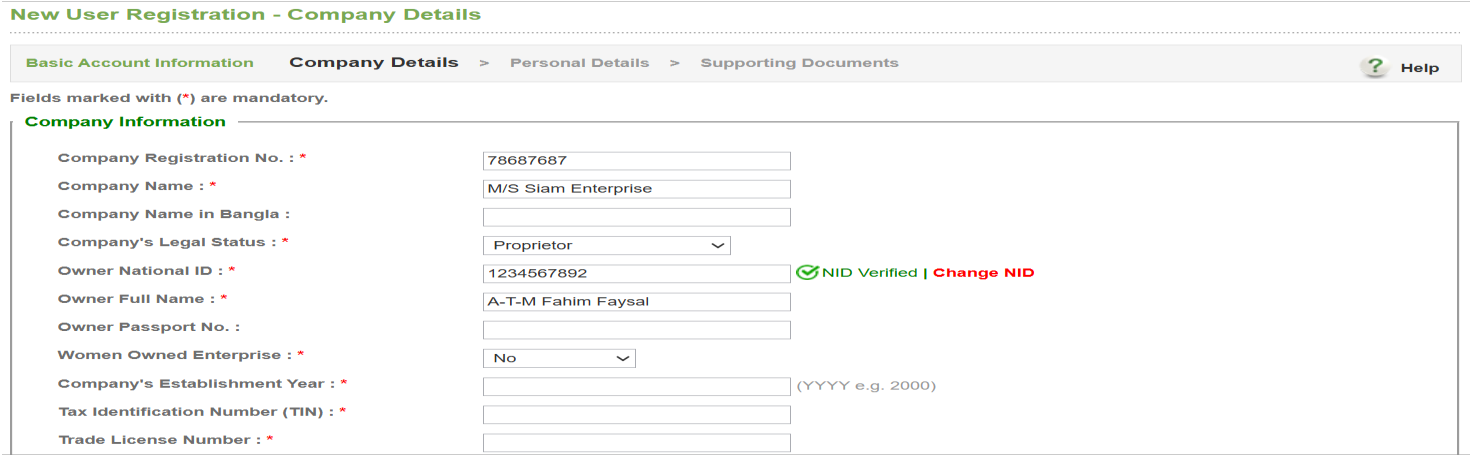 New User Registration - Company Details
Basic Account Information Company Details > Personal Details > Supporting Documents Help
Fields marked with (*) are mandatory.
Company Information
Company Registration No. : * 78687687
Company Name : * M/S Siam Enterprise
Company Name in Bangla :
Company's Legal Status : * Proprietor
Owner National ID : * 1234567892 NID Verified | Change NID
Owner Full Name : * A-T-M Fahim Faysal
Owner Passport No. :
Women Owned Enterprise : * No
Company's Establishment Year : * (YYYY e.g. 2000)
Tax Identification Number (TIN) : *
Trade License Number : *